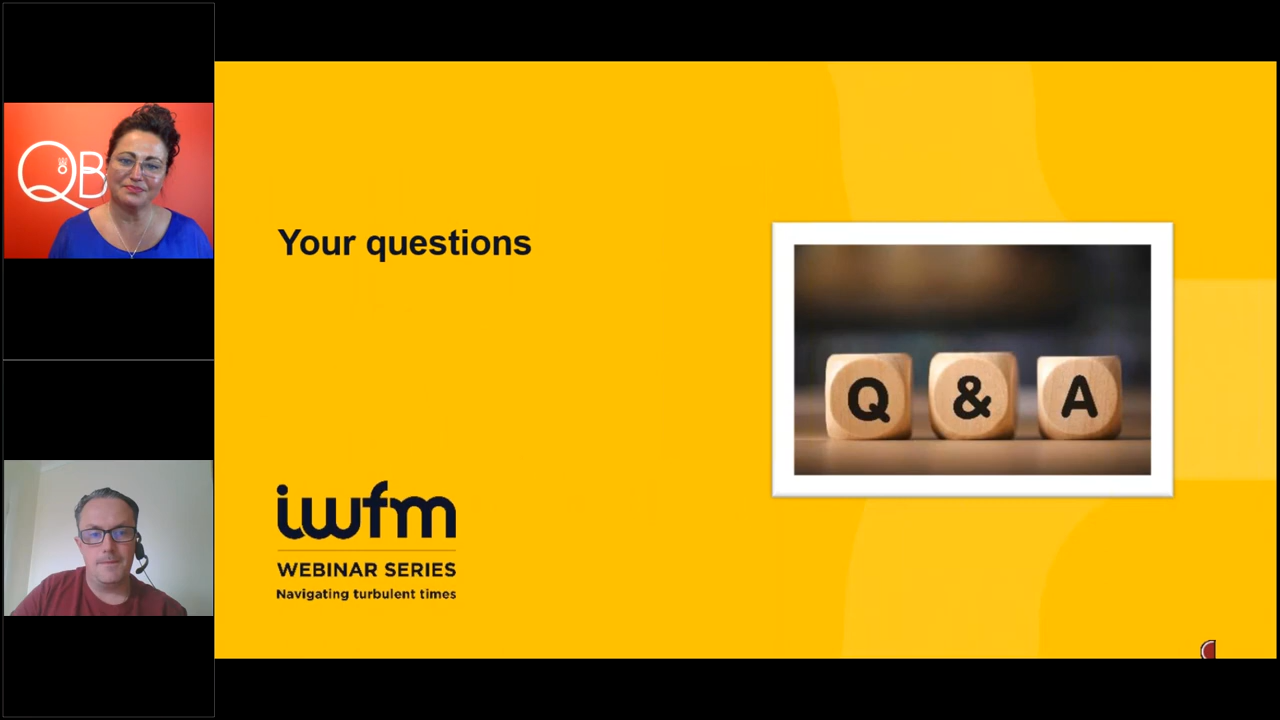 QB
Your questions
Q & A
iwfm
WEBINAR SERIES
Navigating turbulent times